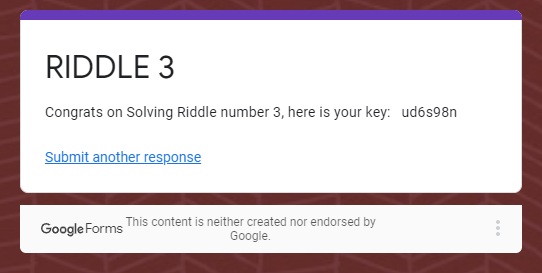 RIDDLE 3
Congrats on Solving Riddle number 3, here is your key: ud6s98n
Submit another response
Google Forms
This content is neither created nor endorsed by
Google.